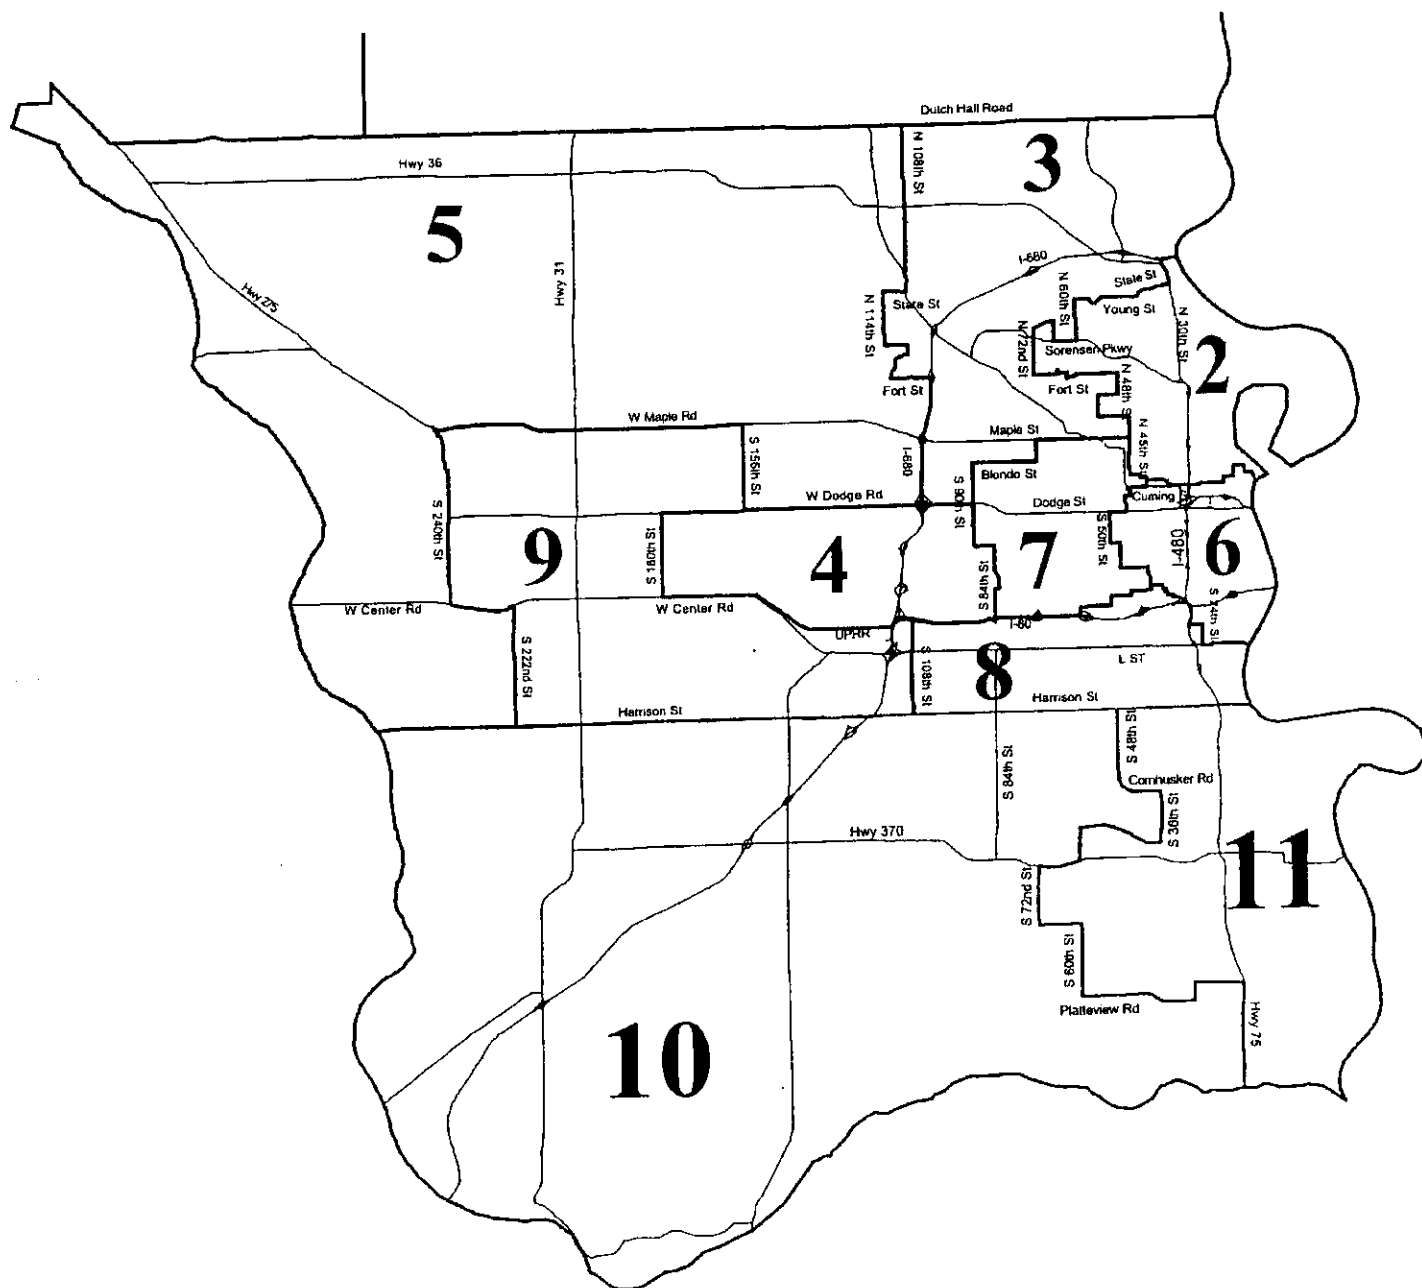 Dutch Hall Road
N 108th St
3
Hwy 36
5
I-680
Hwy 31
State St
N 60th St
Hwy 275
N 114th St
State St
Young St
N 30th St
N 72nd St
Sorensen Pkwy
2
Fort St
Fort St
N 48th St
W Maple Rd
Maple St
N 45th St
S 156th St
I-680
Blondo St
S 90th St
W Dodge Rd
Dodge St
Cuming
S 240th St
S 180th St
S 50th St
I-480
9
4
7
6
S 84th St
W Center Rd
W Center Rd
S 24th St
I-80
UPRR
S 222nd St
S 108th St
8
L ST
Harrison St
Harrison St
S 48th St
S 84th St
Cornhusker Rd
S 36th St
Hwy 370
11
S 72nd St
S 60th St
Platteview Rd
Hwy 75
10